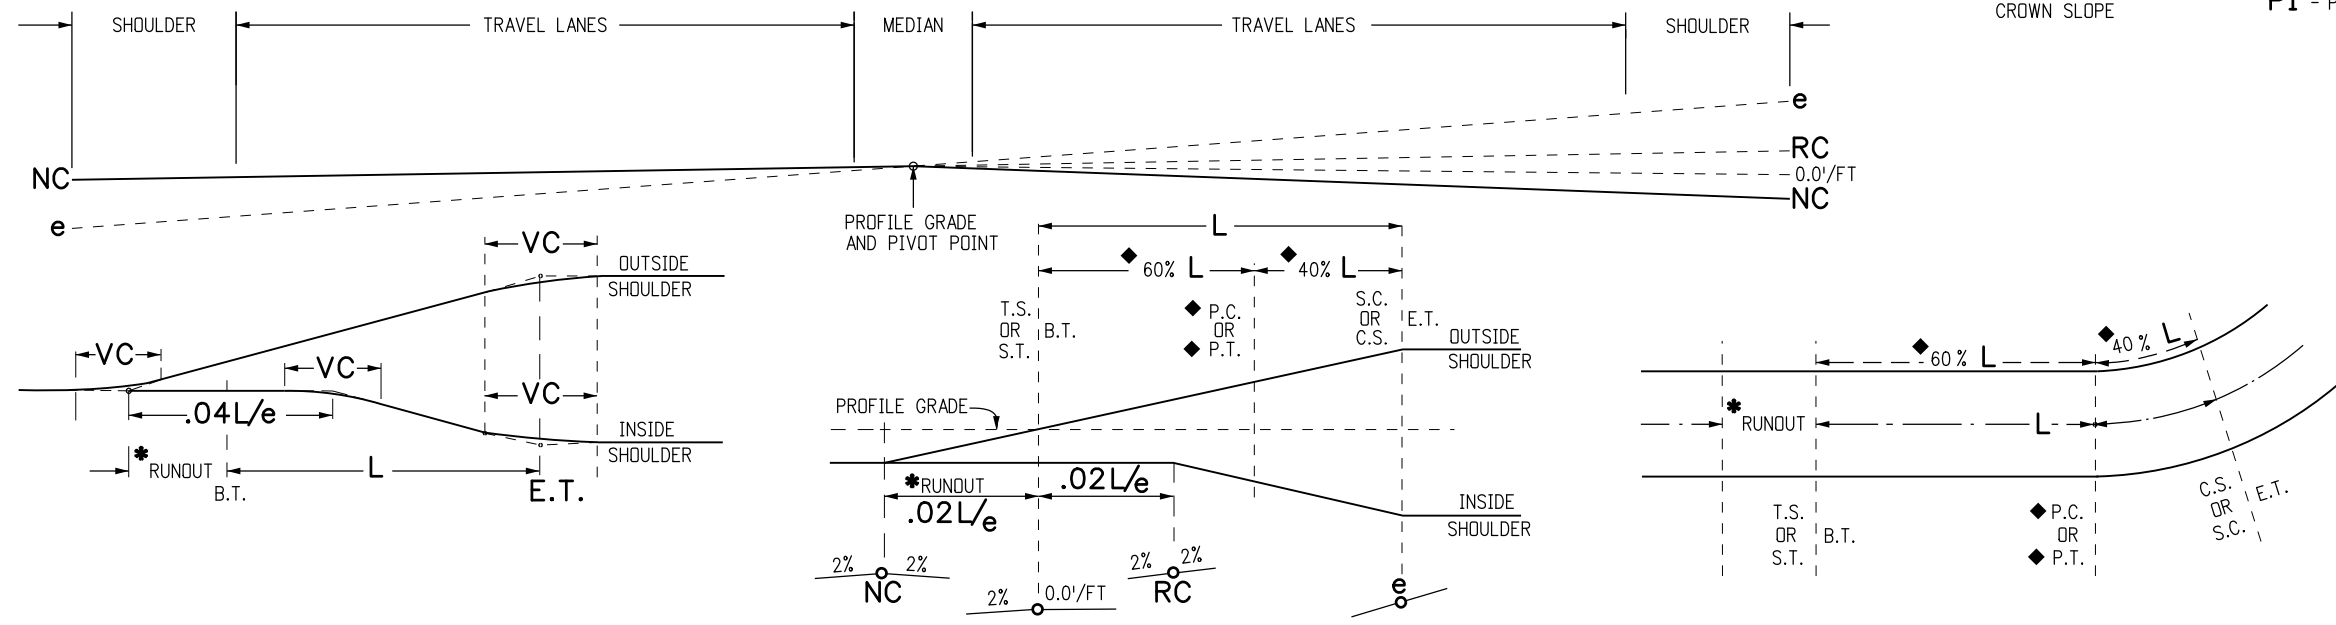 SHOULDER TRAVEL LANES MEDIAN TRAVEL LANES SHOULDER
CROWN SLOPE
PI - P
e
RC
0.0'/FT
NC
NC
e
PROFILE GRADE
AND PIVOT POINT
VC
OUTSIDE
SHOULDER
VC
VC
VC
.04L/e
INSIDE
SHOULDER
✱
RUNOUT
L
B.T.
E.T.
L
◆ 60% L ◆ 40% L
T.S.
OR
S.T.
B.T.
◆ P.C.
OR
◆ P.T.
S.C.
OR
C.S.
E.T.
OUTSIDE
SHOULDER
PROFILE GRADE
✱RUNOUT
.02L/e
.02L/e
INSIDE
SHOULDER
2% 2%
NC
2% 0.0'/FT
2% 2%
RC
e
◆ 60% L
◆ 40% L
✱
RUNOUT
L
T.S.
OR
S.T.
B.T.
◆ P.C.
OR
◆ P.T.
C.S.
OR
S.C.
E.T.